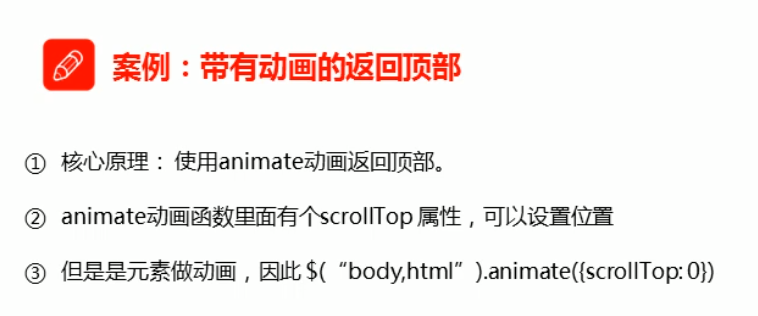 案例：带有动画的返回顶部
① 核心原理： 使用animate动画返回顶部。
② animate动画函数里面有个scrollTop 属性，可以设置位置
③ 但是是元素做动画，因此 $(“body,html”).animate({scrollTop: 0})